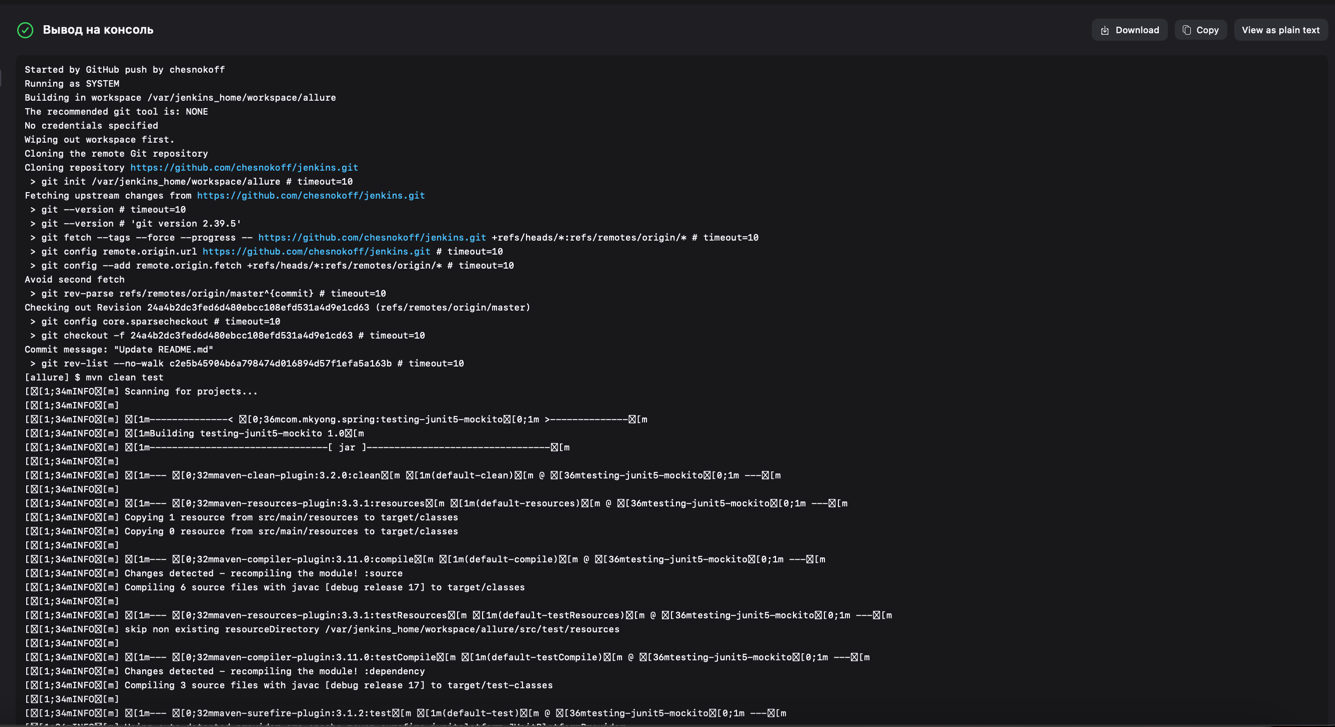 Вывод на консоль
Download
Copy
View as plain text
Started by GitHub push by chesnokoff
Running as SYSTEM
Building in workspace /var/jenkins_home/workspace/allure
The recommended git tool is: NONE
No credentials specified
Wiping out workspace first.
Cloning the remote Git repository
Cloning repository https://github.com/chesnokoff/jenkins.git
 > git init /var/jenkins_home/workspace/allure # timeout=10
Fetching upstream changes from https://github.com/chesnokoff/jenkins.git
 > git --version # timeout=10
 > git --version # 'git version 2.39.5'
 > git fetch --tags --force --progress -- https://github.com/chesnokoff/jenkins.git +refs/heads/*:refs/remotes/origin/* # timeout=10
 > git config remote.origin.url https://github.com/chesnokoff/jenkins.git # timeout=10
 > git config --add remote.origin.fetch +refs/heads/*:refs/remotes/origin/* # timeout=10
Avoid second fetch
 > git rev-parse refs/remotes/origin/master^{commit} # timeout=10
Checking out Revision 24a4b2dc3fed6d480ebcc108efd531a4d9e1cd63 (refs/remotes/origin/master)
 > git config core.sparsecheckout # timeout=10
 > git checkout -f 24a4b2dc3fed6d480ebcc108efd531a4d9e1cd63 # timeout=10
Commit message: "Update README.md"
 > git rev-list --no-walk c2e5b45904b6a798474d016894d57f1efa5a163b # timeout=10
[allure] $ mvn clean test
[␛[1;34mINFO␛[m] Scanning for projects...
[␛[1;34mINFO␛[m]
[␛[1;34mINFO␛[m] ␛[1m--------------< ␛[0;36mcom.mkyong.spring:testing-junit5-mockito␛[0;1m >--------------␛[m
[␛[1;34mINFO␛[m] ␛[1mBuilding testing-junit5-mockito 1.0␛[m
[␛[1;34mINFO␛[m] ␛[1m--------------------------------[ jar ]---------------------------------␛[m
[␛[1;34mINFO␛[m]
[␛[1;34mINFO␛[m] ␛[1m--- ␛[0;32mmaven-clean-plugin:3.2.0:clean␛[m ␛[1m(default-clean)␛[m @ ␛[36mtesting-junit5-mockito␛[0;1m ---␛[m
[␛[1;34mINFO␛[m]
[␛[1;34mINFO␛[m] ␛[1m--- ␛[0;32mmaven-resources-plugin:3.3.1:resources␛[m ␛[1m(default-resources)␛[m @ ␛[36mtesting-junit5-mockito␛[0;1m ---␛[m
[␛[1;34mINFO␛[m] Copying 1 resource from src/main/resources to target/classes
[␛[1;34mINFO␛[m] Copying 0 resource from src/main/resources to target/classes
[␛[1;34mINFO␛[m]
[␛[1;34mINFO␛[m] ␛[1m--- ␛[0;32mmaven-compiler-plugin:3.11.0:compile␛[m ␛[1m(default-compile)␛[m @ ␛[36mtesting-junit5-mockito␛[0;1m ---␛[m
[␛[1;34mINFO␛[m] Changes detected - recompiling the module! :source
[␛[1;34mINFO␛[m] Compiling 6 source files with javac [debug release 17] to target/classes
[␛[1;34mINFO␛[m]
[␛[1;34mINFO␛[m] ␛[1m--- ␛[0;32mmaven-resources-plugin:3.3.1:testResources␛[m ␛[1m(default-testResources)␛[m @ ␛[36mtesting-junit5-mockito␛[0;1m ---␛[m
[␛[1;34mINFO␛[m] skip non existing resourceDirectory /var/jenkins_home/workspace/allure/src/test/resources
[␛[1;34mINFO␛[m]
[␛[1;34mINFO␛[m] ␛[1m--- ␛[0;32mmaven-compiler-plugin:3.11.0:testCompile␛[m ␛[1m(default-testCompile)␛[m @ ␛[36mtesting-junit5-mockito␛[0;1m ---␛[m
[␛[1;34mINFO␛[m] Changes detected - recompiling the module! :dependency
[␛[1;34mINFO␛[m] Compiling 3 source files with javac [debug release 17] to target/test-classes
[␛[1;34mINFO␛[m]
[␛[1;34mINFO␛[m] ␛[1m--- ␛[0;32mmaven-surefire-plugin:3.1.2:test␛[m ␛[1m(default-test)␛[m @ ␛[36mtesting-junit5-mockito␛[0;1m ---␛[m